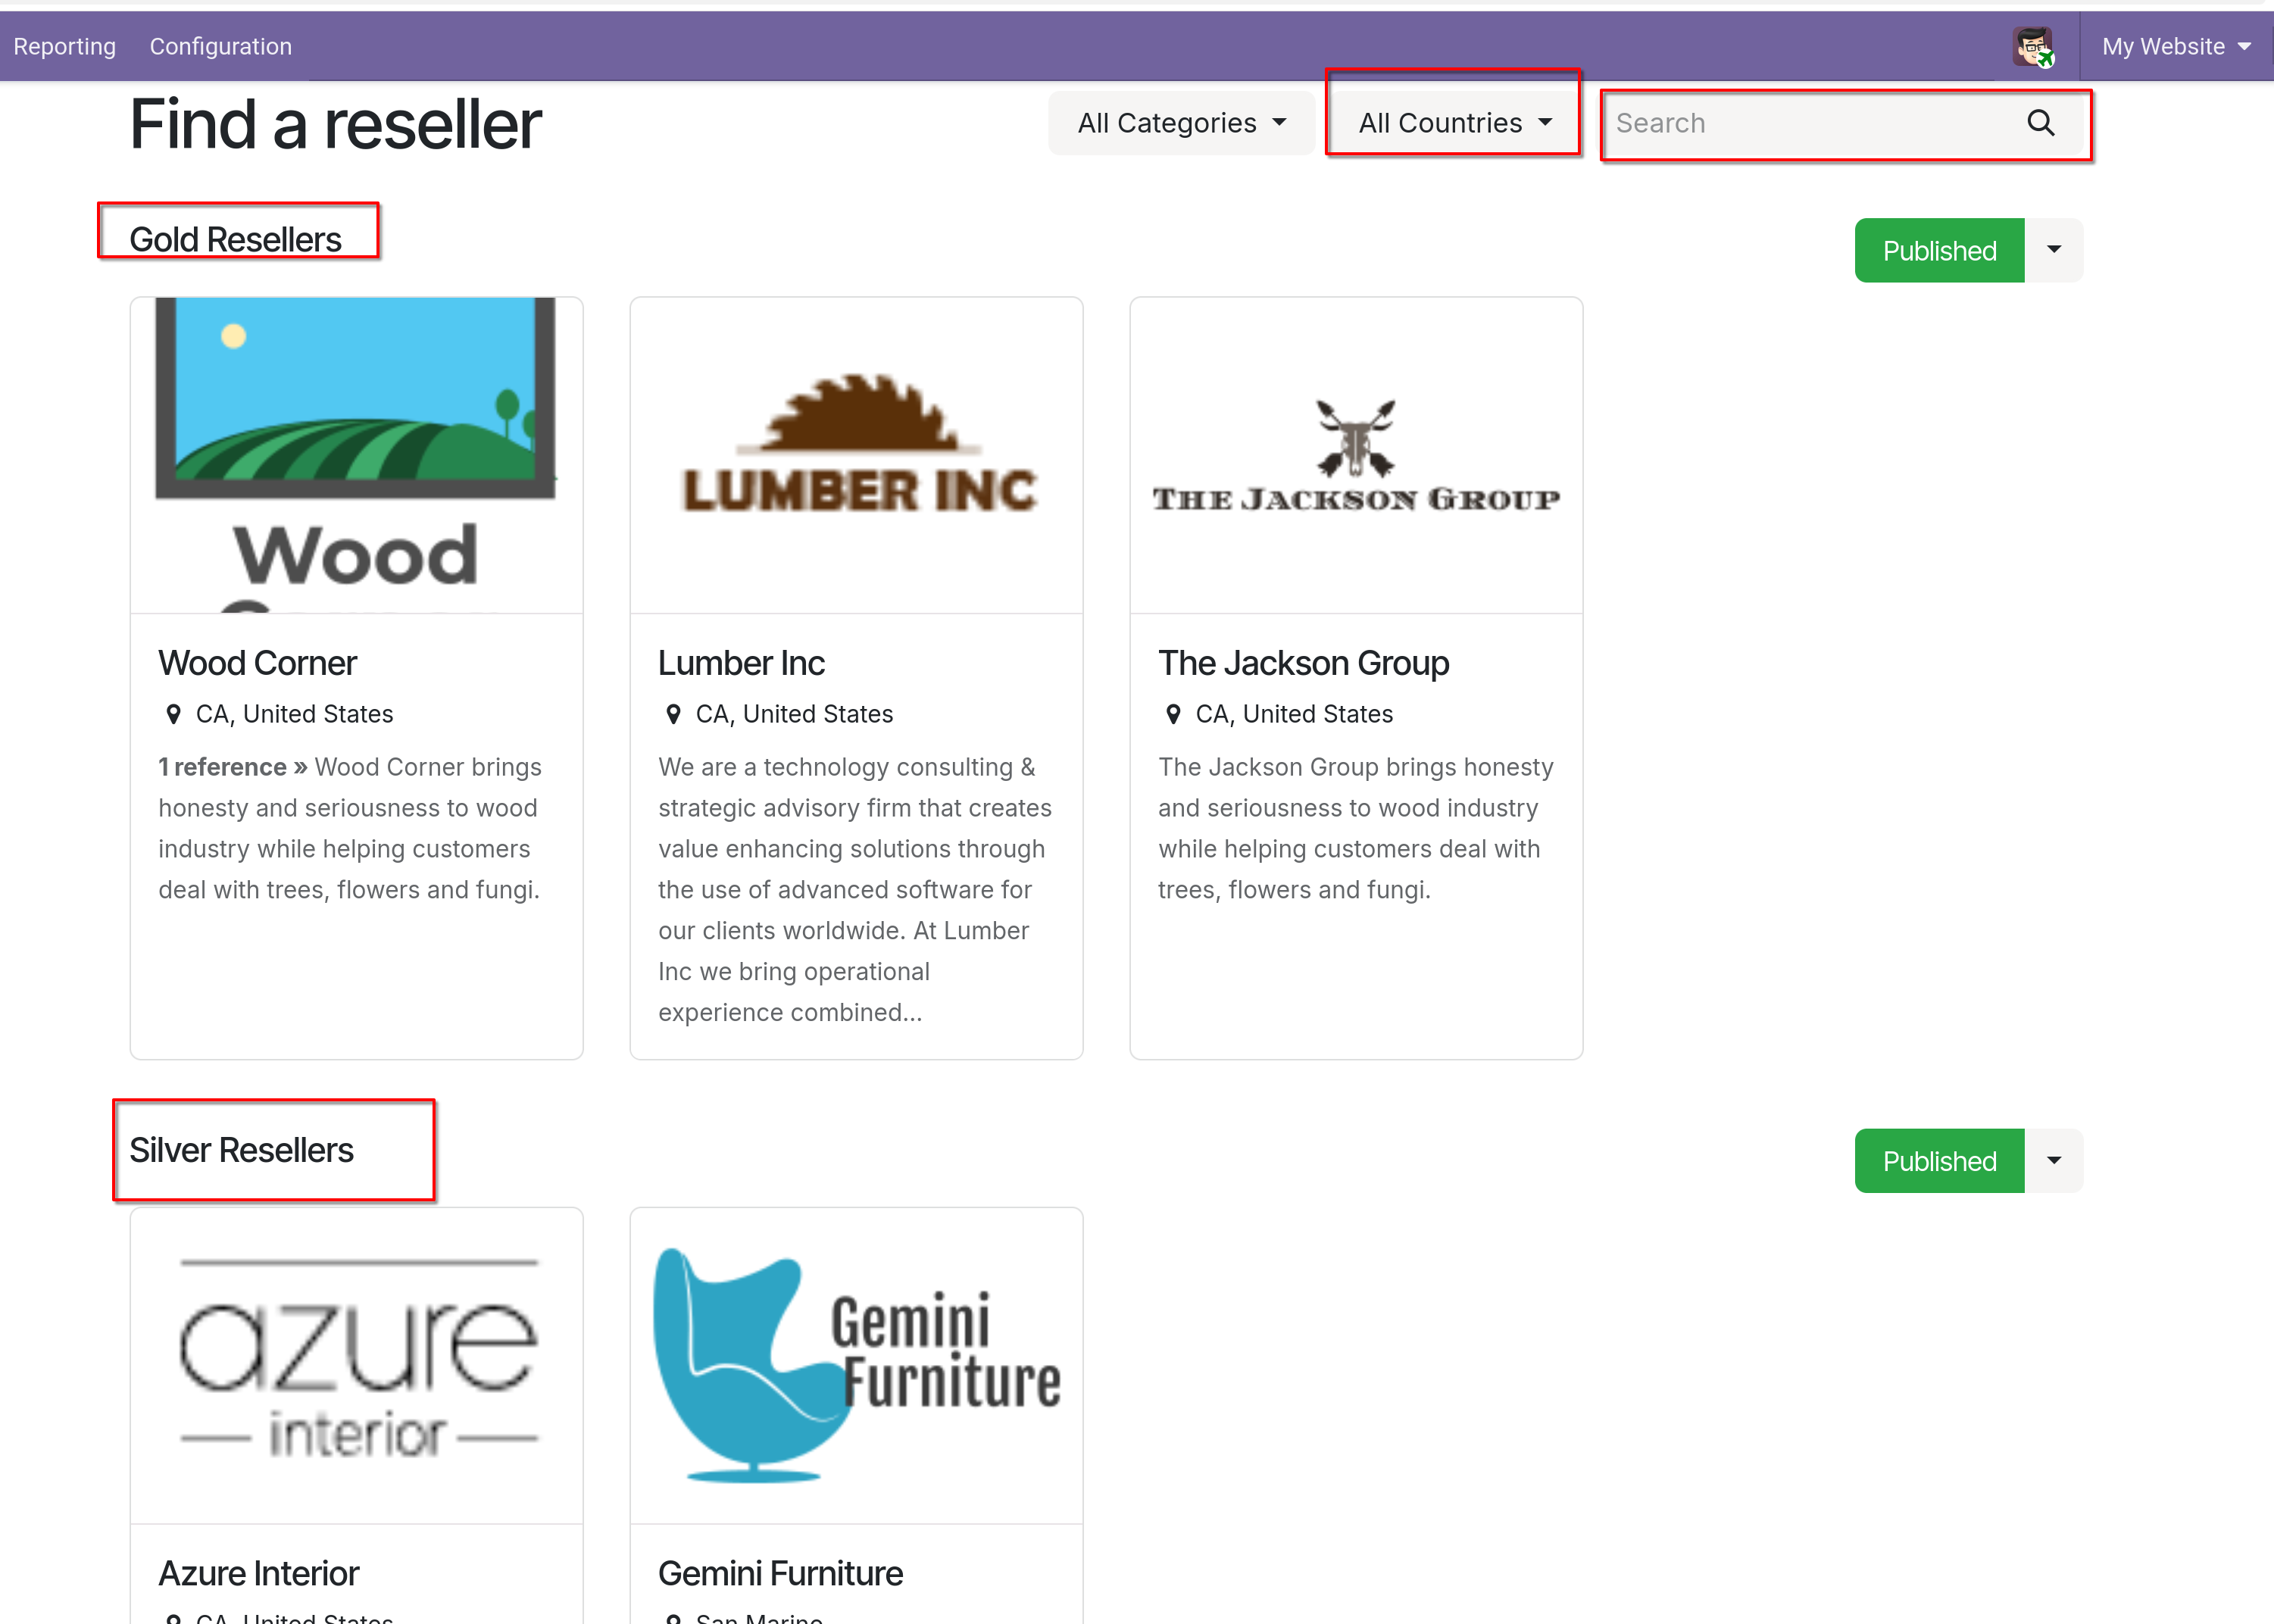 Reporting Configuration My Website
Find a reseller All Categories All Countries Search
Gold Resellers Published
Wood
LUMBER INC
THE JACKSON GROUP
Wood Corner
CA, United States
1 reference » Wood Corner brings
honesty and seriousness to wood
industry while helping customers
deal with trees, flowers and fungi.
Lumber Inc
CA, United States
We are a technology consulting &
strategic advisory firm that creates
value enhancing solutions through
the use of advanced software for
our clients worldwide. At Lumber
Inc we bring operational
experience combined...
The Jackson Group
CA, United States
The Jackson Group brings honesty
and seriousness to wood industry
while helping customers deal with
trees, flowers and fungi.
Silver Resellers Published
azure
interior
Gemini
Furniture
Azure Interior
CA, United States
Gemini Furniture
San Marino